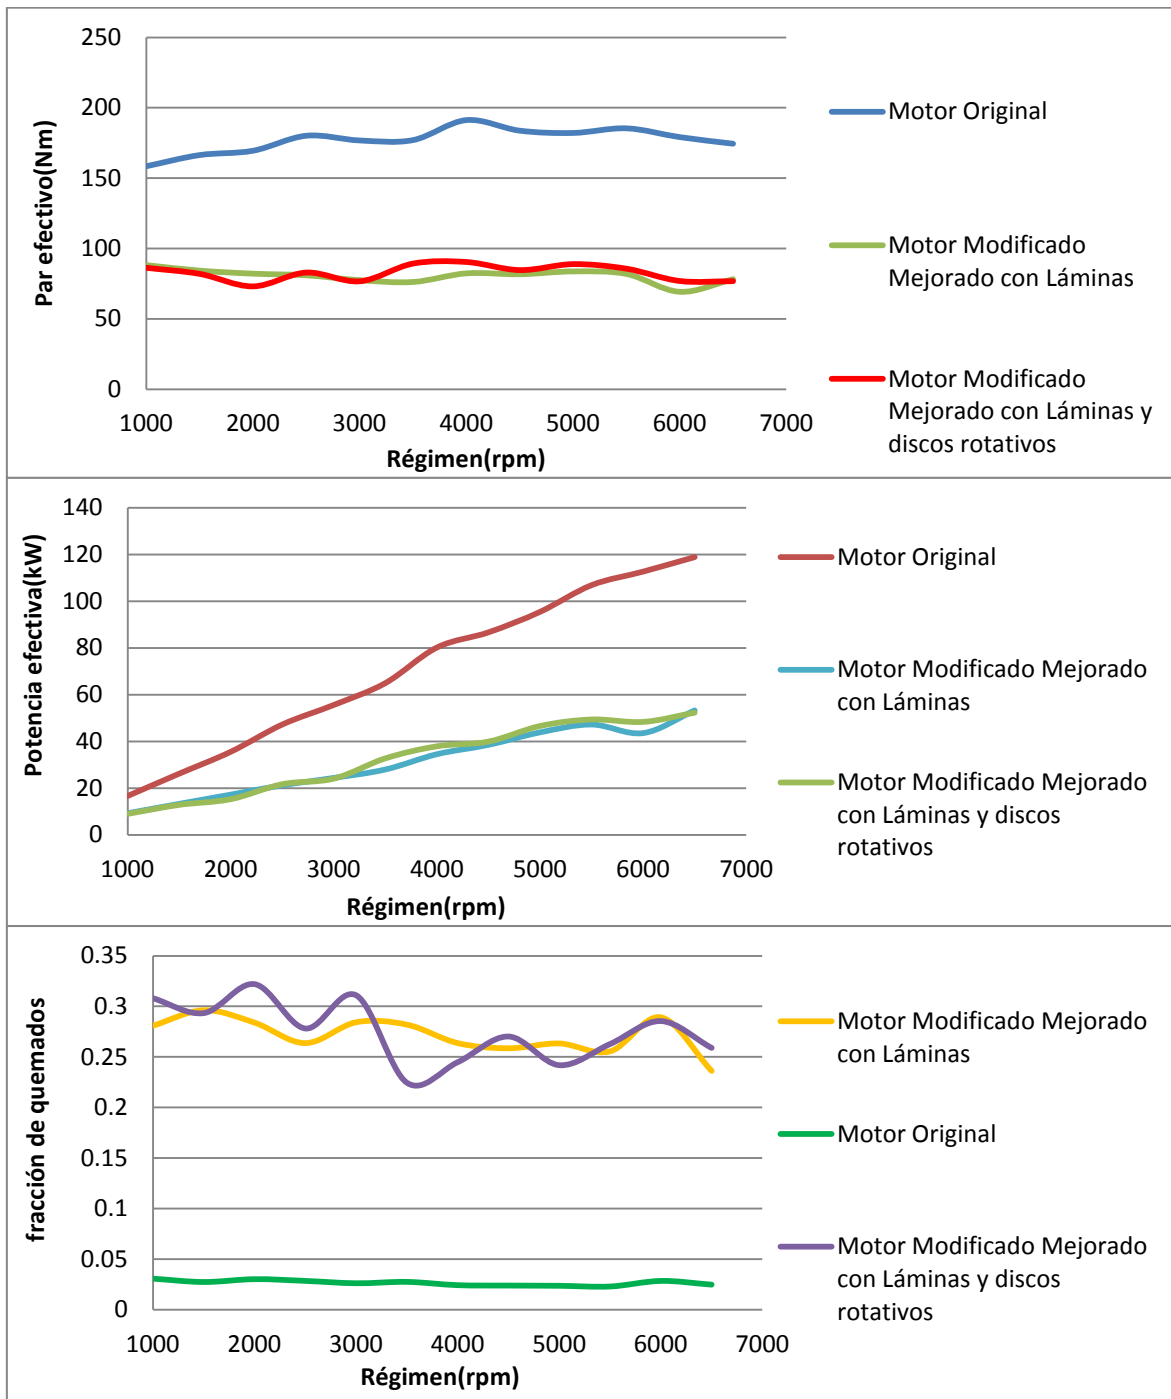 250
200
150
100
50
0
Par efectivo(Nm)
1000 2000 3000 4000 5000 6000 7000
Régimen(rpm)
Motor Original
Motor Modificado
Mejorado con Láminas
Motor Modificado
Mejorado con Láminas y
discos rotativos
140
120
100
80
60
40
20
0
Potencia efectiva(kW)
1000 2000 3000 4000 5000 6000 7000
Régimen(rpm)
Motor Original
Motor Modificado Mejorado
con Láminas
Motor Modificado Mejorado
con Láminas y discos
rotativos
0.35
0.3
0.25
0.2
0.15
0.1
0.05
0
fracción de quemados
1000 2000 3000 4000 5000 6000 7000
Régimen(rpm)
Motor Modificado Mejorado
con Láminas
Motor Original
Motor Modificado Mejorado
con Láminas y discos
rotativos